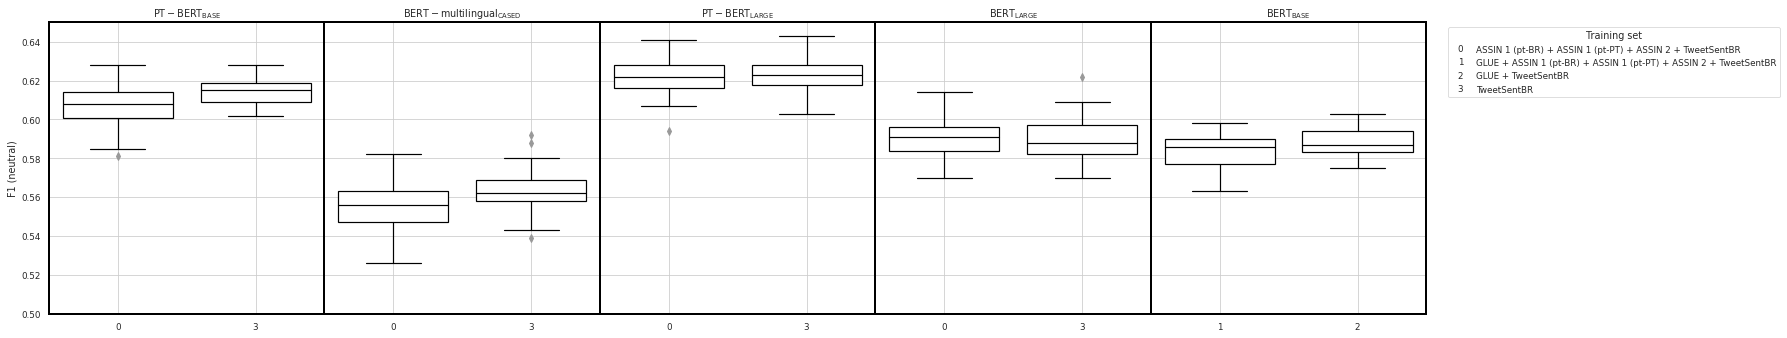 PT − BERT_BASE
BERT − multilingual_CASED
PT − BERT_LARGE
BERT_LARGE
BERT_BASE
F1 (neutral)
0.64
0.62
0.60
0.58
0.56
0.54
0.52
0.50
0 3 0 3 0 3 0 3 1 2
Training set
0 ASSIN 1 (pt-BR) + ASSIN 1 (pt-PT) + ASSIN 2 + TweetSentBR
1 GLUE + ASSIN 1 (pt-BR) + ASSIN 1 (pt-PT) + ASSIN 2 + TweetSentBR
2 GLUE + TweetSentBR
3 TweetSentBR